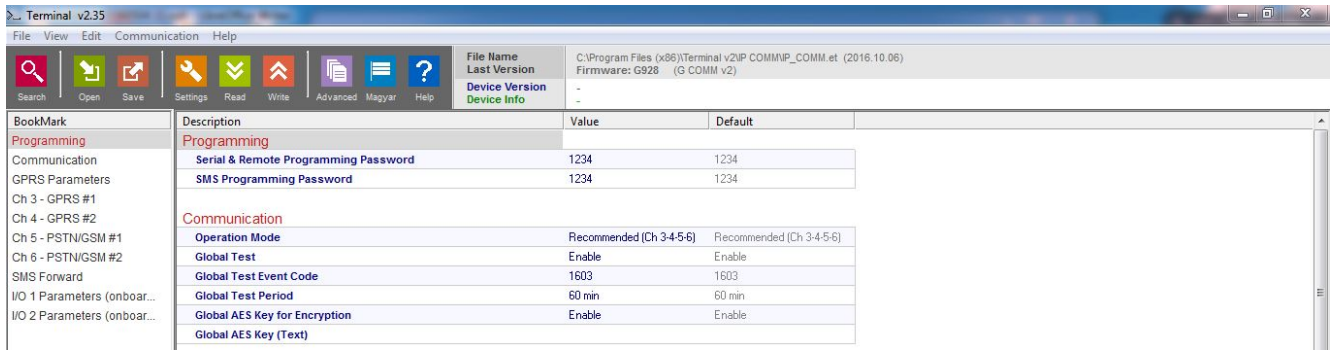 Terminal v2.35
File View Edit Communication Help
Search Open Save Settings Read Write Advanced Magyar Help
File Name C:\Program Files (x86)\Terminal v2\IP COMM\IP_COMM.et (2016.10.06)
Last Version Firmware: G928 (G COMM v2)
Device Version -
Device Info -
BookMark Description Value Default
Programming Programming
Communication Serial & Remote Programming Password 1234 1234
GPRS Parameters SMS Programming Password 1234 1234
Ch 3 - GPRS #1
Ch 4 - GPRS #2 Communication
Ch 5 - PSTN/GSM #1 Operation Mode Recommended (Ch 3-4-5-6) Recommended (Ch 3-4-5-6)
Ch 6 - PSTN/GSM #2 Global Test Enable Enable
SMS Forward Global Test Event Code 1603 1603
I/O 1 Parameters (onboar... Global Test Period 60 min 60 min
I/O 2 Parameters (onboar... Global AES Key for Encryption Enable Enable
Global AES Key (Text)